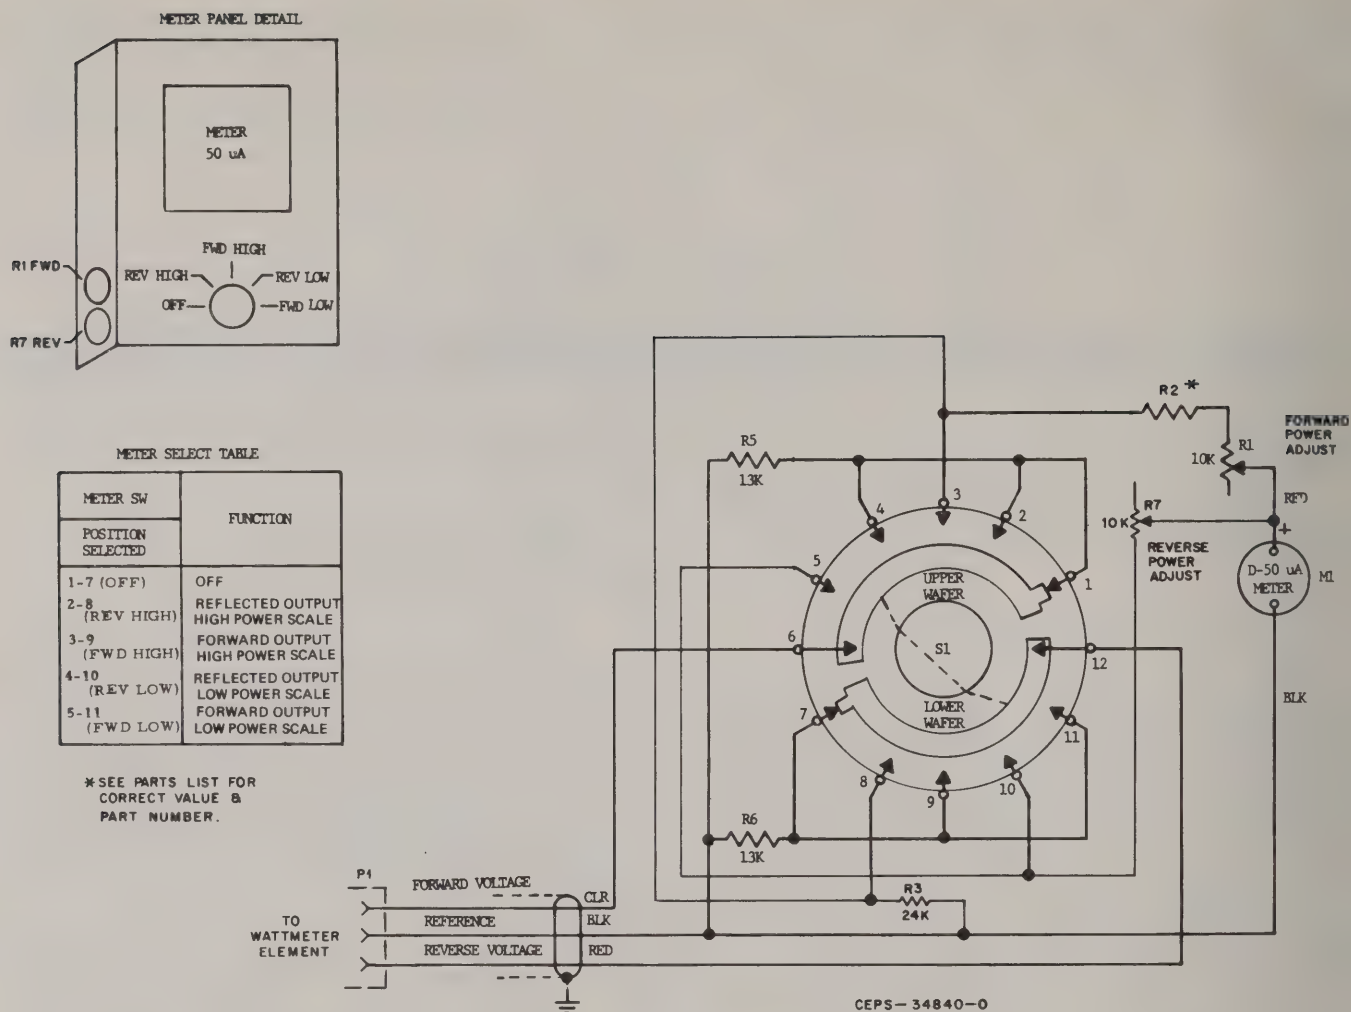 METER PANEL DETAIL
METER
50 uA
FWD HIGH
REV HIGH
REV LOW
OFF
FWD LOW
R1 FWD
R7 REV
METER SELECT TABLE
METER SW
FUNCTION
POSITION
SELECTED
1-7 (OFF)
OFF
2-8
(REV HIGH)
REFLECTED OUTPUT
HIGH POWER SCALE
3-9
(FWD HIGH)
FORWARD OUTPUT
HIGH POWER SCALE
4-10
(REV LOW)
REFLECTED OUTPUT
LOW POWER SCALE
5-11
(FWD LOW)
FORWARD OUTPUT
LOW POWER SCALE
* SEE PARTS LIST FOR
CORRECT VALUE &
PART NUMBER.
R2 *
R1
10K
FORWARD
POWER
ADJUST
RED
R7
10K
REVERSE
POWER
ADJUST
+
D-50 uA
METER
M1
BLK
R5
13K
3
4
2
5
1
6
12
7
11
8
9
10
UPPER
WAFER
S1
LOWER
WAFER
R6
13K
R3
24K
P1
TO
WATTMETER
ELEMENT
FORWARD VOLTAGE
CLR
REFERENCE
BLK
REVERSE VOLTAGE
RED
CEPS-34840-0